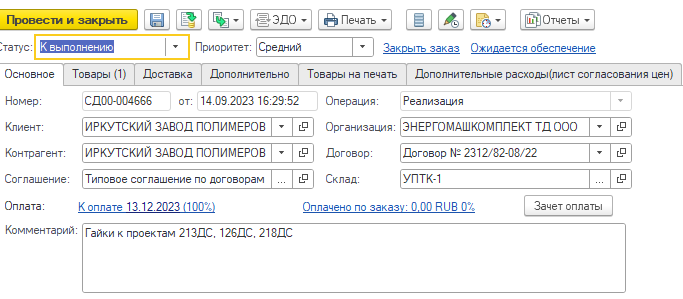 Провести и закрыть ЭДО Печать Отчеты
Статус: К выполнению Приоритет: Средний Закрыть заказ Ожидается обеспечение
Основное Товары (1) Доставка Дополнительно Товары на печать Дополнительные расходы(лист согласования цен)
Номер: СД00-004666 от: 14.09.2023 16:29:52 Операция: Реализация
Клиент: ИРКУТСКИЙ ЗАВОД ПОЛИМЕРОВ Организация: ЭНЕРГОМАШКОМПЛЕКТ ТД ООО
Контрагент: ИРКУТСКИЙ ЗАВОД ПОЛИМЕРОВ Договор: Договор № 2312/82-08/22
Соглашение: Типовое соглашение по договорам ... Склад: УПТК-1 ...
Оплата: К оплате 13.12.2023 (100%) Оплачено по заказу: 0,00 RUB 0% Зачет оплаты
Комментарий: Гайки к проектам 213ДС, 126ДС, 218ДС